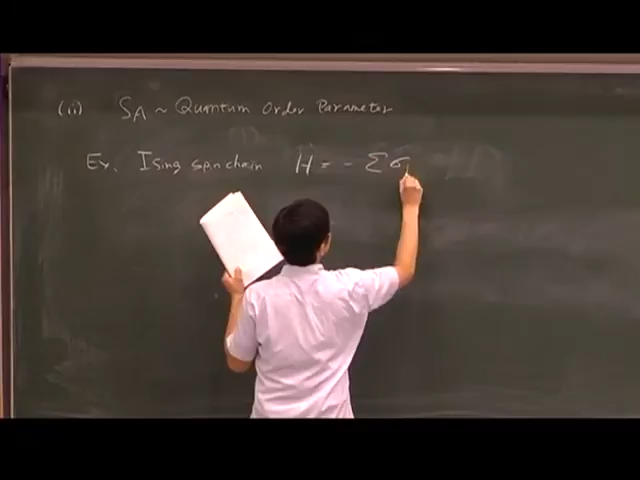 (ii) SA ~ Quantum Order Parameter
Ex. Ising spin chain H = - Σ σ